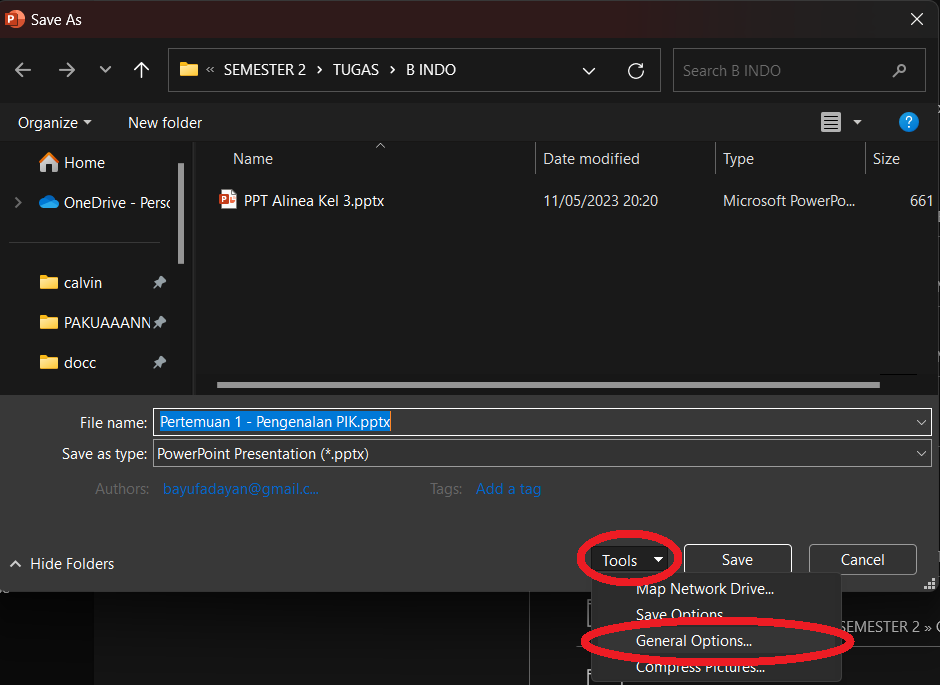 Save As
« SEMESTER 2 > TUGAS > B INDO
Search B INDO
Organize
New folder
?
Name
Date modified
Type
Size
Home
OneDrive - Perso
calvin
PAKUAAANN
docc
P PPT Alinea Kel 3.pptx
11/05/2023 20:20
Microsoft PowerPo...
661
File name:
Pertemuan 1 - Pengenalan PIK.pptx
Save as type:
PowerPoint Presentation (*.pptx)
Authors:
bayufadayan@gmail.c...
Tags:
Add a tag
Hide Folders
Tools
Save
Cancel
Map Network Drive...
Save Options...
General Options...
Compress Pictures...
SEMESTER 2 »